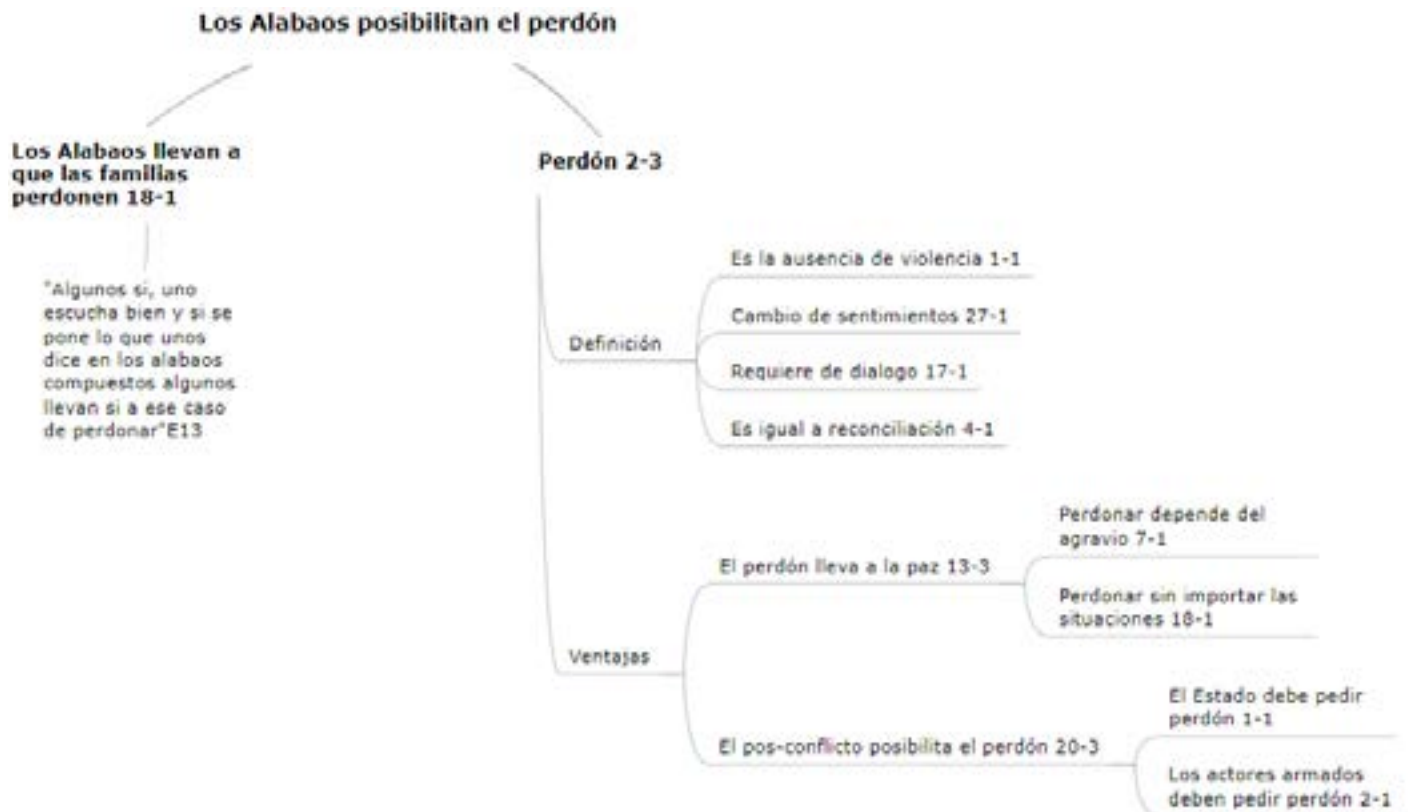 Los Alabaos posibilitan el perdón
Los Alabaos llevan a
que las familias
perdonen 18-1
"Algunos si, uno
escucha bien y si se
pone lo que unos
dice en los alabaos
compuestos algunos
llevan si a ese caso
de perdonar"E13
Perdón 2-3
Definición
Es la ausencia de violencia 1-1
Cambio de sentimientos 27-1
Requiere de dialogo 17-1
Es igual a reconciliación 4-1
Ventajas
El perdón lleva a la paz 13-3
Perdonar depende del
agravio 7-1
Perdonar sin importar las
situaciones 18-1
El pos-conflicto posibilita el perdón 20-3
El Estado debe pedir
perdón 1-1
Los actores armados
deben pedir perdón 2-1